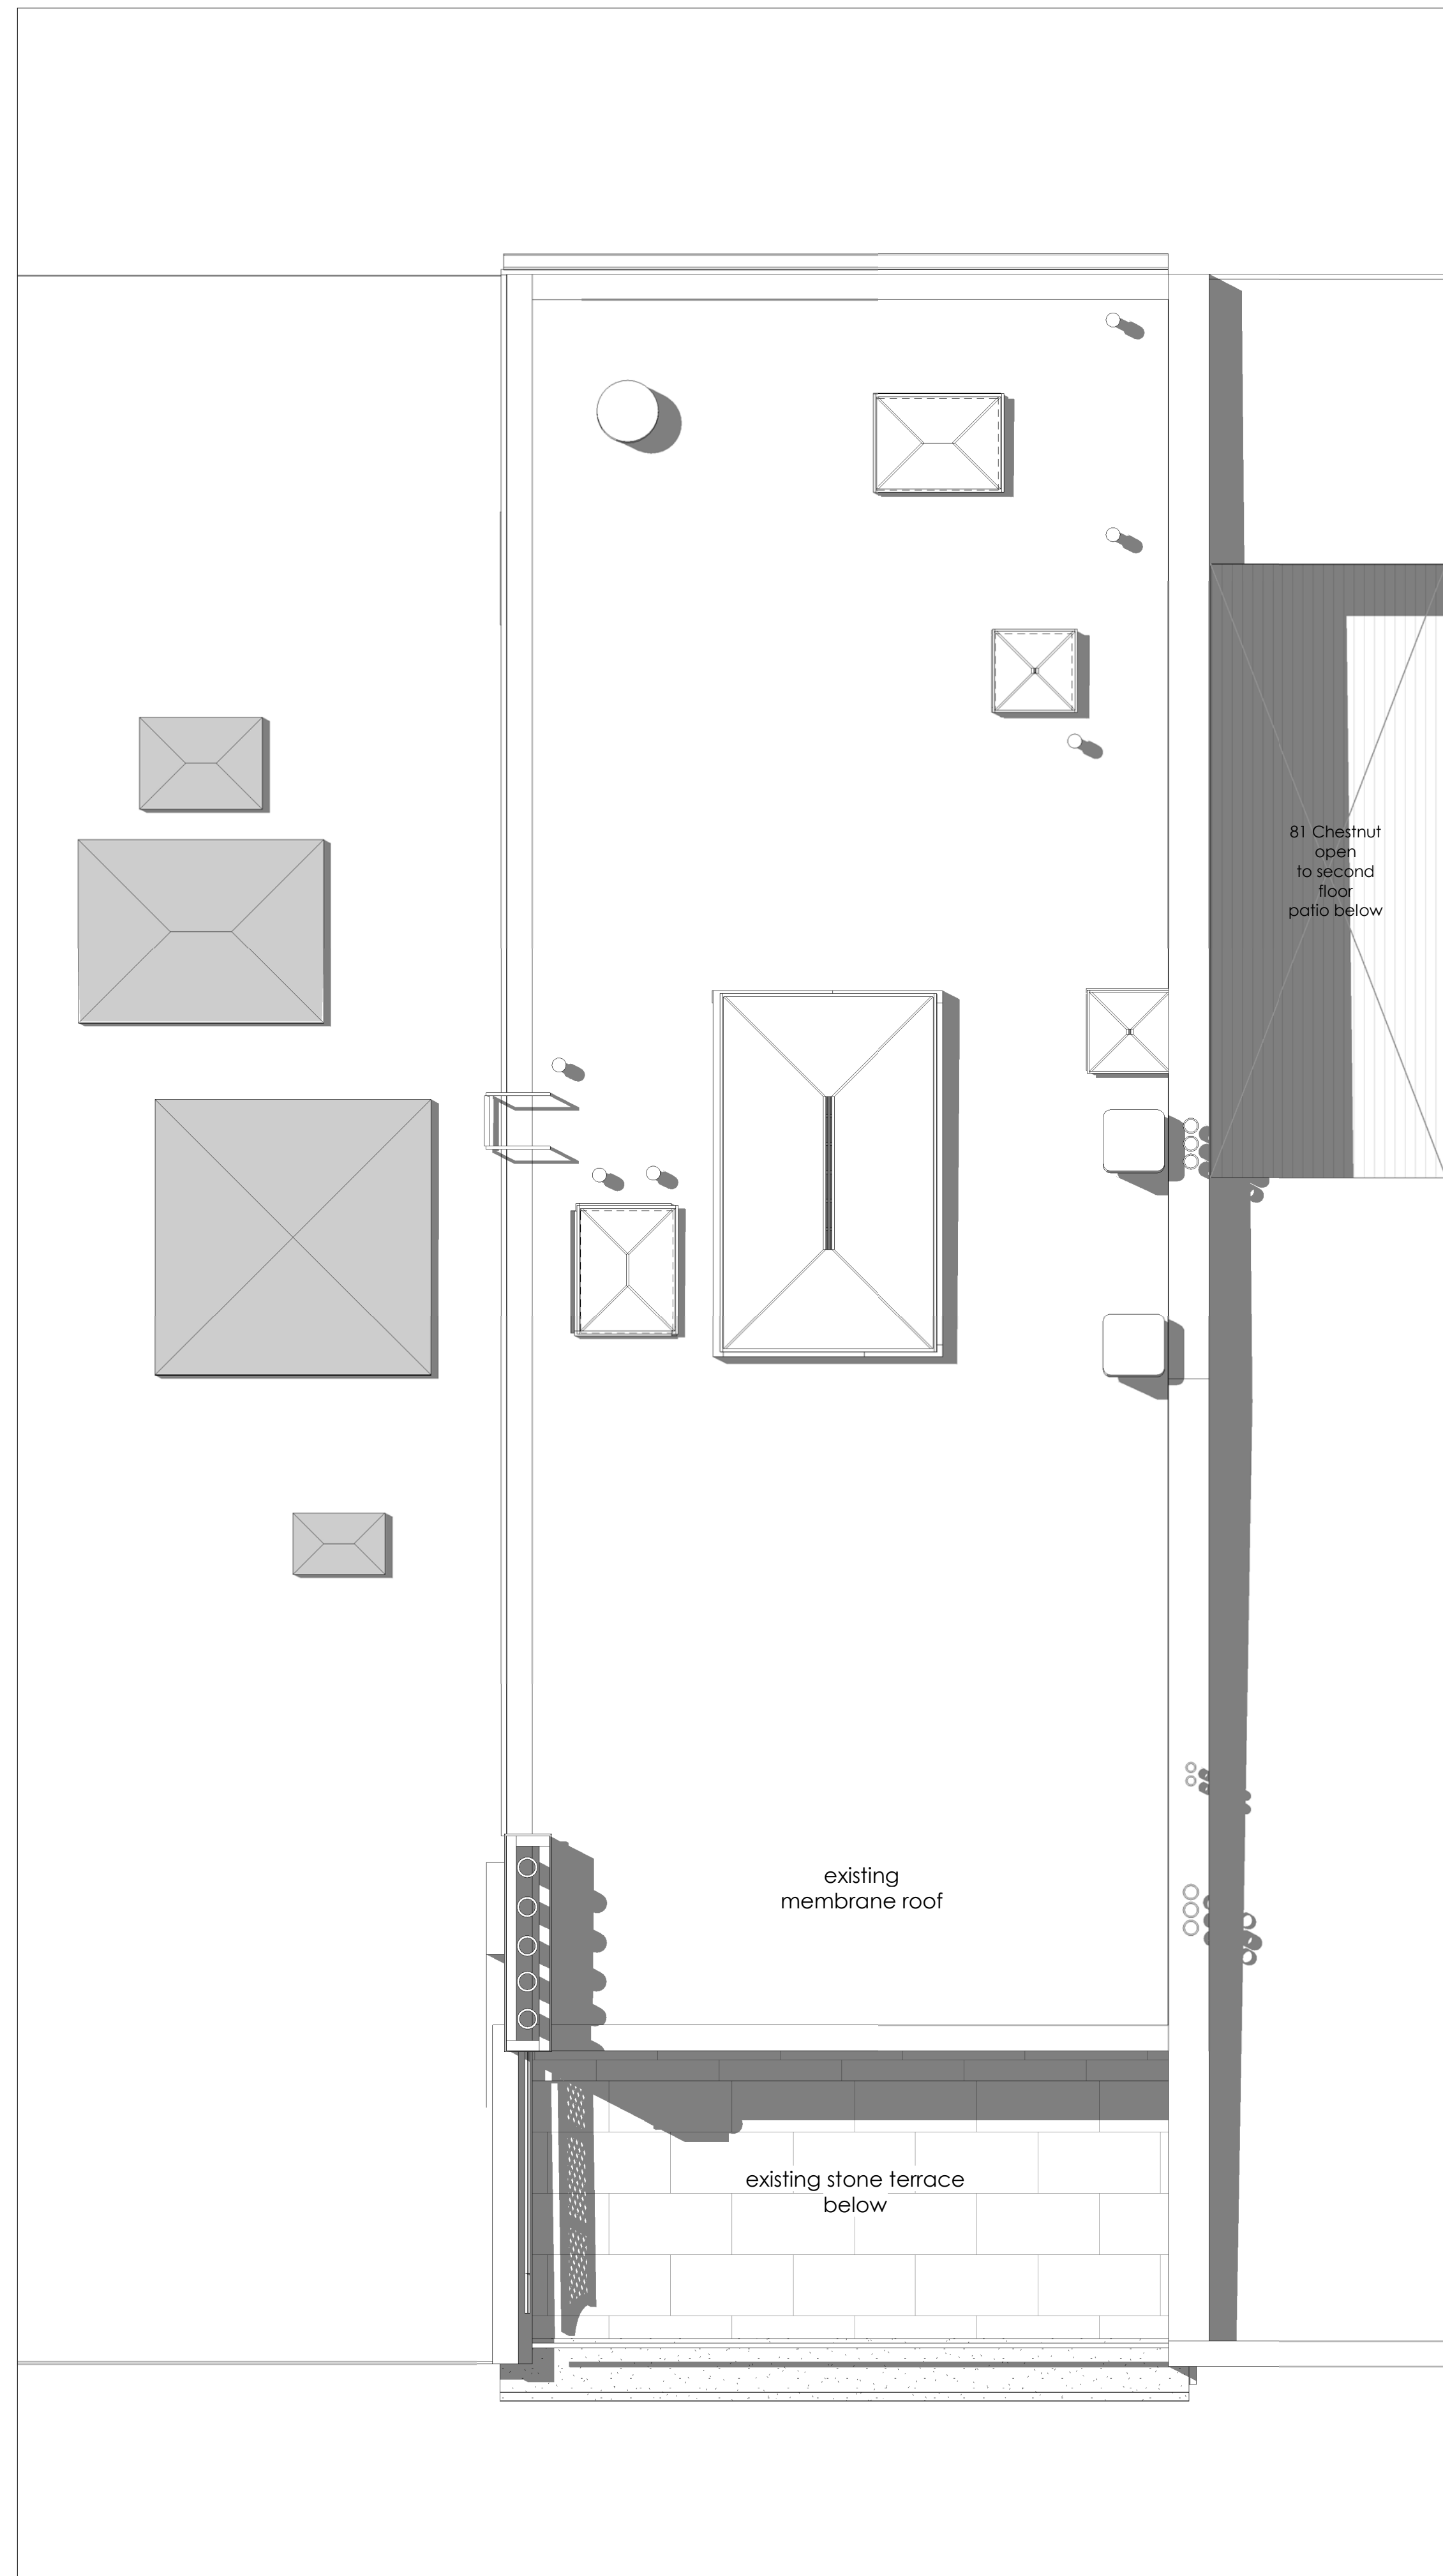 81 Chestnut
open
to second
floor
patio below
existing
membrane roof
existing stone terrace
below